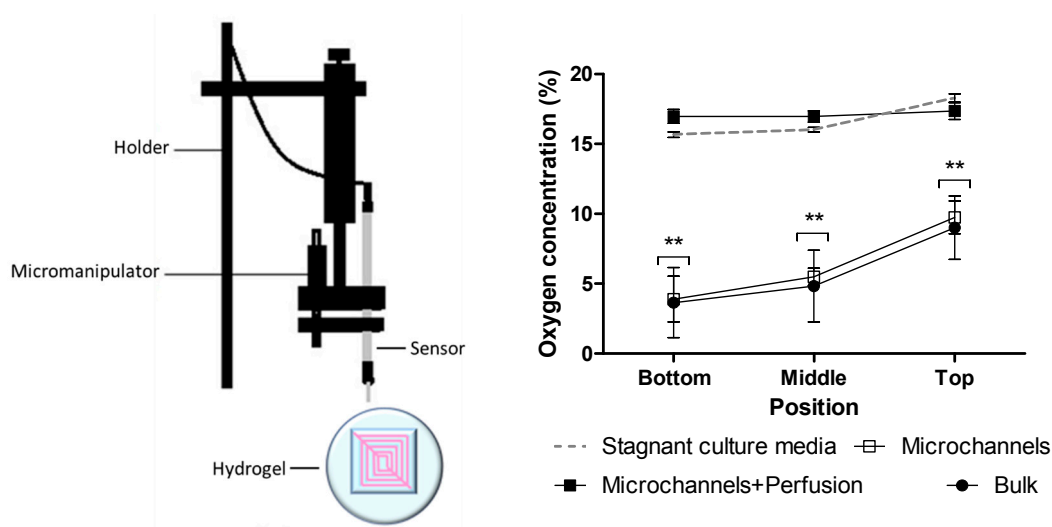 Holder
Micromanipulator
Sensor
Hydrogel
Oxygen concentration (%)
20
15
10
5
0
**
**
**
Bottom Middle Top
Position
Stagnant culture media Microchannels
Microchannels+Perfusion Bulk